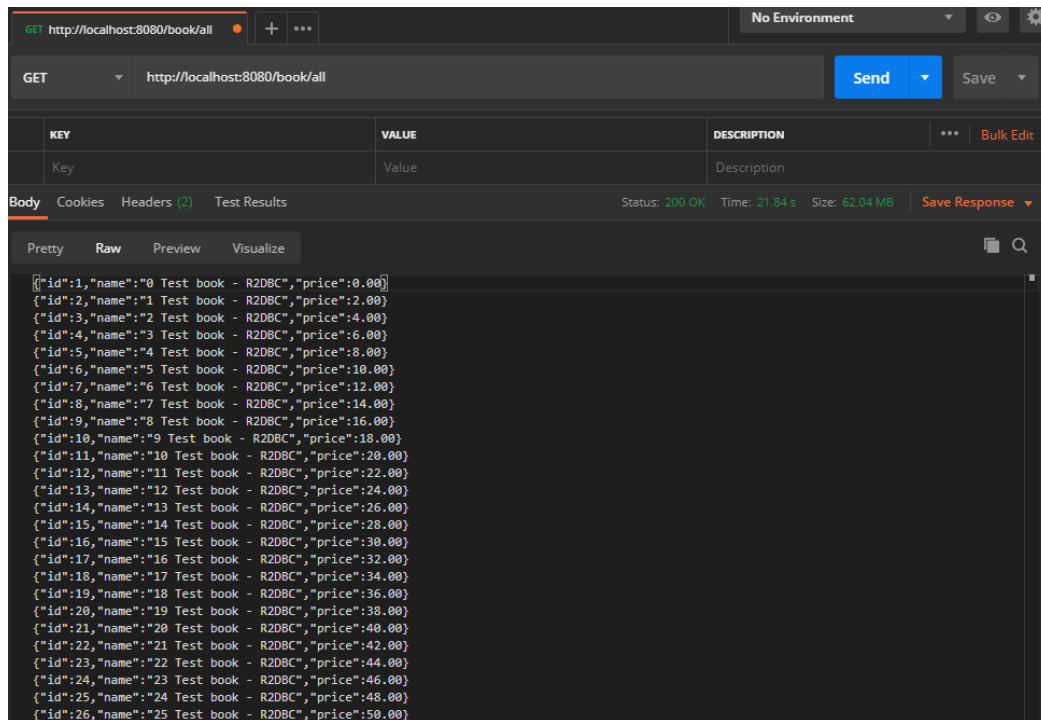 GET http://localhost:8080/book/all
No Environment
GET http://localhost:8080/book/all Send Save
KEY VALUE DESCRIPTION Bulk Edit
Key Value Description
Body Cookies Headers (2) Test Results Status: 200 OK Time: 21.84 s Size: 62.04 MB Save Response
Pretty Raw Preview Visualize
{"id":1,"name":"0 Test book - R2DBC","price":0.00}
{"id":2,"name":"1 Test book - R2DBC","price":2.00}
{"id":3,"name":"2 Test book - R2DBC","price":4.00}
{"id":4,"name":"3 Test book - R2DBC","price":6.00}
{"id":5,"name":"4 Test book - R2DBC","price":8.00}
{"id":6,"name":"5 Test book - R2DBC","price":10.00}
{"id":7,"name":"6 Test book - R2DBC","price":12.00}
{"id":8,"name":"7 Test book - R2DBC","price":14.00}
{"id":9,"name":"8 Test book - R2DBC","price":16.00}
{"id":10,"name":"9 Test book - R2DBC","price":18.00}
{"id":11,"name":"10 Test book - R2DBC","price":20.00}
{"id":12,"name":"11 Test book - R2DBC","price":22.00}
{"id":13,"name":"12 Test book - R2DBC","price":24.00}
{"id":14,"name":"13 Test book - R2DBC","price":26.00}
{"id":15,"name":"14 Test book - R2DBC","price":28.00}
{"id":16,"name":"15 Test book - R2DBC","price":30.00}
{"id":17,"name":"16 Test book - R2DBC","price":32.00}
{"id":18,"name":"17 Test book - R2DBC","price":34.00}
{"id":19,"name":"18 Test book - R2DBC","price":36.00}
{"id":20,"name":"19 Test book - R2DBC","price":38.00}
{"id":21,"name":"20 Test book - R2DBC","price":40.00}
{"id":22,"name":"21 Test book - R2DBC","price":42.00}
{"id":23,"name":"22 Test book - R2DBC","price":44.00}
{"id":24,"name":"23 Test book - R2DBC","price":46.00}
{"id":25,"name":"24 Test book - R2DBC","price":48.00}
{"id":26,"name":"25 Test book - R2DBC","price":50.00}